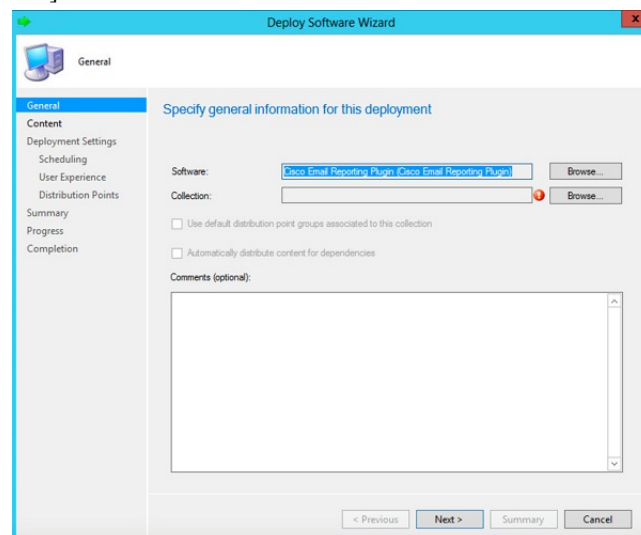 Deploy Software Wizard
x
General
General
Content
Deployment Settings
Scheduling
User Experience
Distribution Points
Summary
Progress
Completion
Specify general information for this deployment
Software:
Cisco Email Reporting Plugin (Cisco Email Reporting Plugin)
Browse...
Collection:
Browse...
Use default distribution point groups associated to this collection
Automatically distribute content for dependencies
Comments (optional):
< Previous
Next >
Summary
Cancel